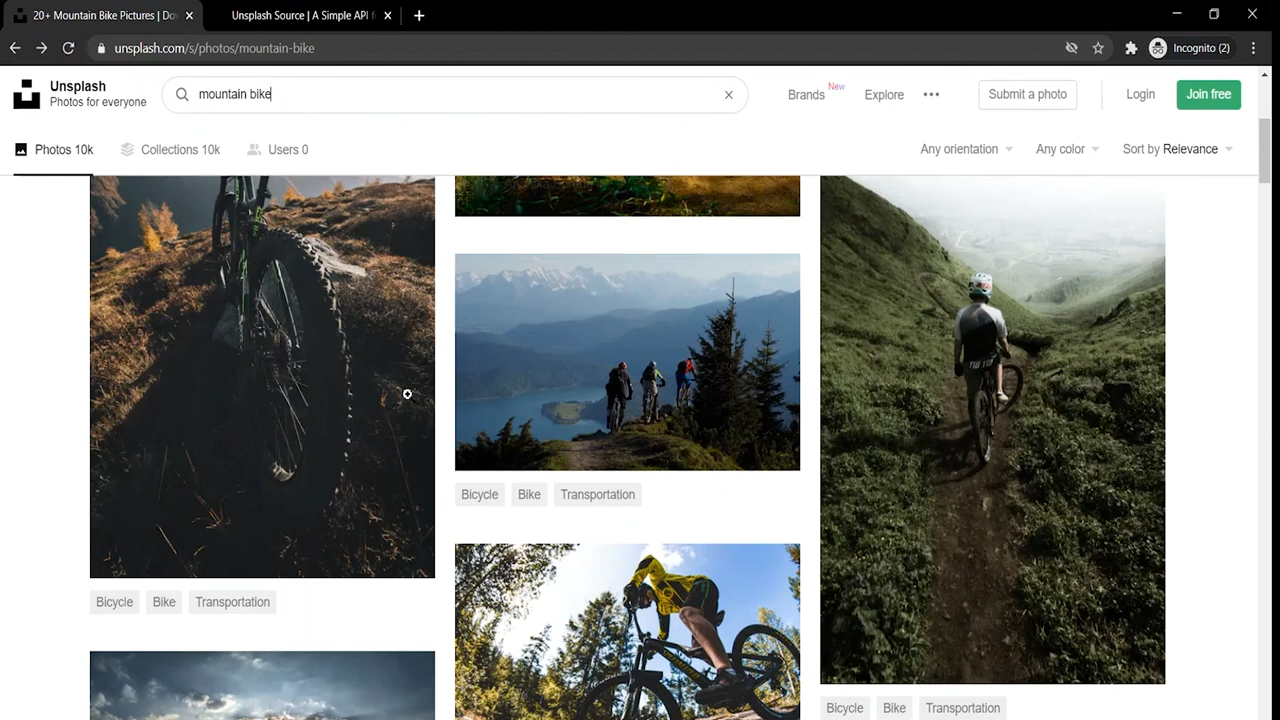 20+ Mountain Bike Pictures | Do
Unsplash Source | A Simple API f
unsplash.com/s/photos/mountain-bike
Incognito (2)
Unsplash
Photos for everyone
mountain bike
Brands
New
Explore
Submit a photo
Login
Join free
Photos 10k
Collections 10k
Users 0
Any orientation
Any color
Sort by Relevance
Bicycle
Bike
Transportation
Bicycle
Bike
Transportation
Bicycle
Bike
Transportation